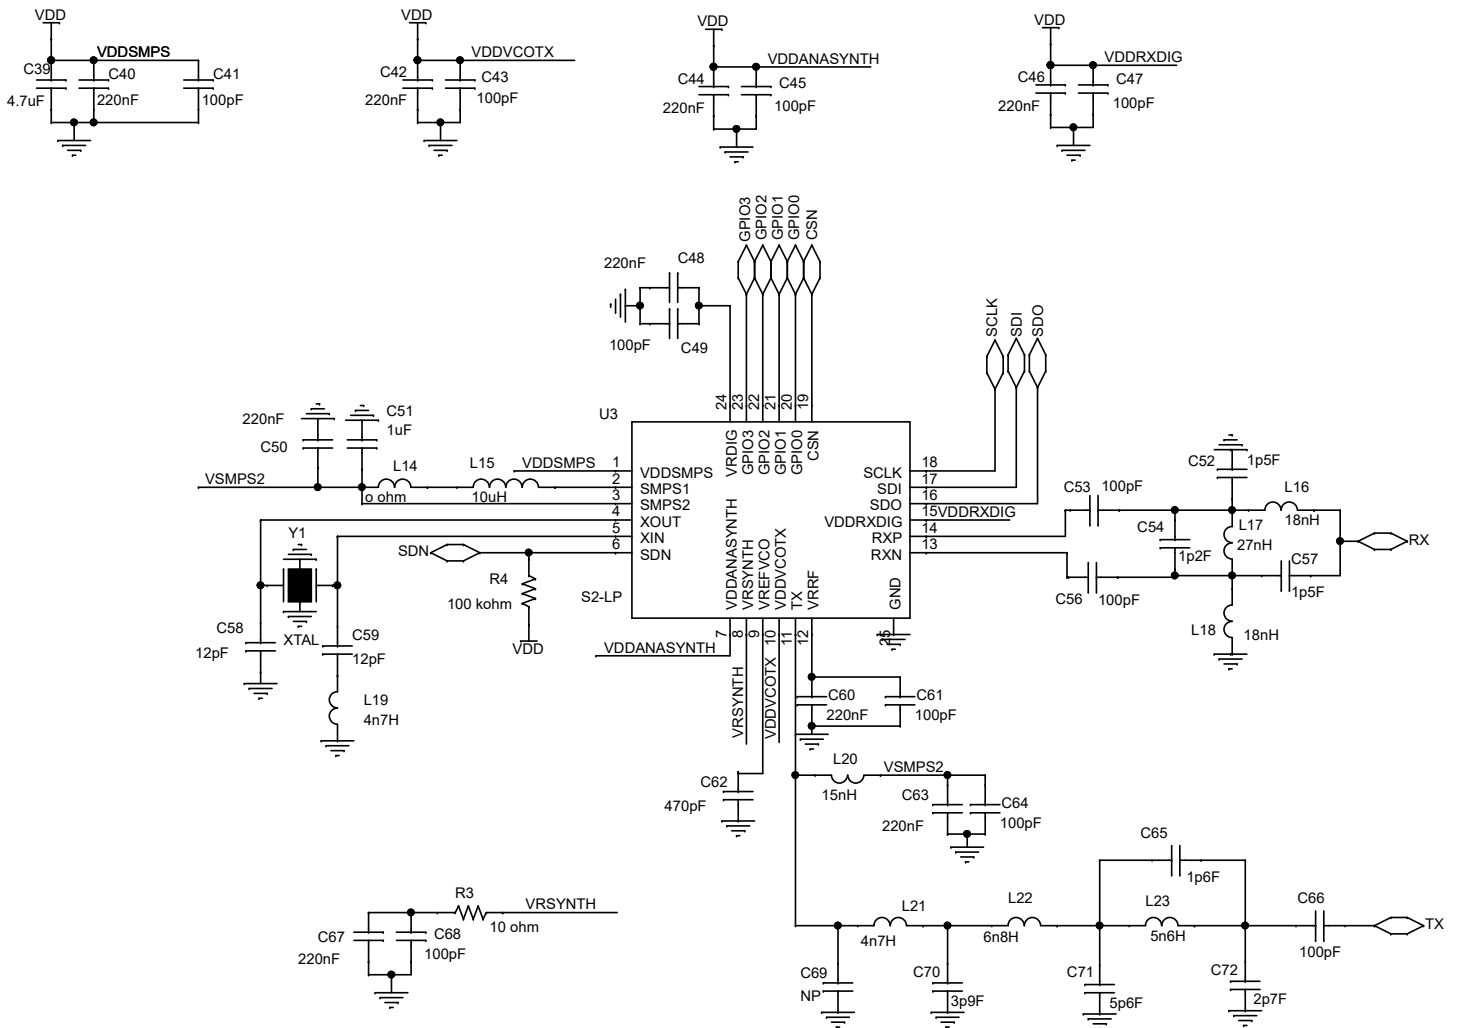 VDD
VDDSMPS
C39
C40
C41
4.7uF
220nF
100pF
VDD
VDDVCOTX
C42
C43
220nF
100pF
VDD
VDDANASYNTH
C44
C45
220nF
100pF
VDD
VDDRXDIG
C46
C47
220nF
100pF
GPIO3
GPIO2
GPIO1
GPIO0
CSN
220nF
C48
100pF
C49
SCLK
SDI
SDO
24
23
22
21
20
19
U3
VRDIG
GPIO3
GPIO2
GPIO1
GPIO0
CSN
220nF
C50
C51
1uF
VSMPS2
L14
o ohm
L15
10uH
VDDSMPS
1
2
3
4
5
6
VDDSMPS
SMPS1
SMPS2
XOUT
XIN
SDN
SCLK
SDI
SDO
VDDRXDIG
RXP
RXN
18
17
16
15
14
13
VDDRXDIG
C52
1p5F
C53
100pF
L16
18nH
C54
1p2F
L17
27nH
RX
C57
1p5F
C56
100pF
L18
18nH
Y1
XTAL
SDN
R4
100 kohm
VDD
S2-LP
VDDANASYNTH
VRSYNTH
VREFVCO
VDDVCOTX
TX
VRRF
GND
7
8
9
10
11
12
25
C58
12pF
C59
12pF
L19
4n7H
VDDANASYNTH
VRSYNTH
VDDVCOTX
C60
220nF
C61
100pF
C62
470pF
L20
15nH
VSMPS2
C63
220nF
C64
100pF
C65
1p6F
R3
VRSYNTH
10 ohm
C67
220nF
C68
100pF
L21
4n7H
L22
6n8H
L23
5n6H
C66
100pF
TX
C69
NP
C70
3p9F
C71
5p6F
C72
2p7F